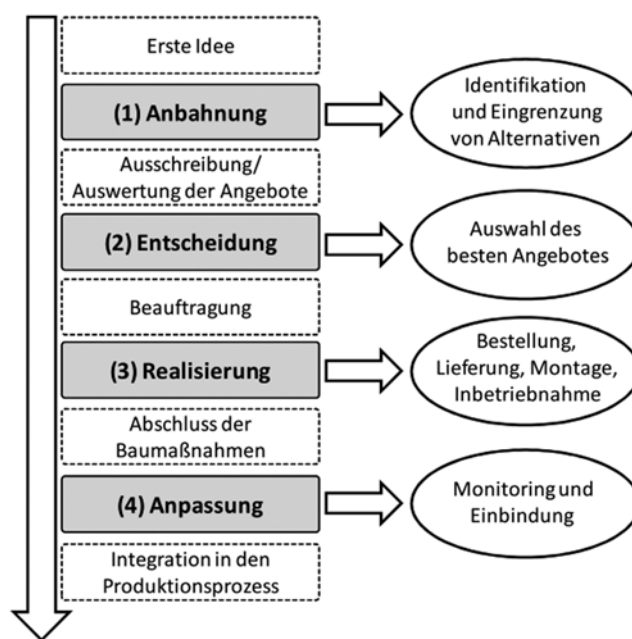 Erste Idee
(1) Anbahnung
Identifikation
und Eingrenzung
von Alternativen
Ausschreibung/
Auswertung der Angebote
(2) Entscheidung
Auswahl des
besten Angebotes
Beauftragung
(3) Realisierung
Bestellung,
Lieferung, Montage,
Inbetriebnahme
Abschluss der
Baumaßnahmen
(4) Anpassung
Monitoring und
Einbindung
Integration in den
Produktionsprozess